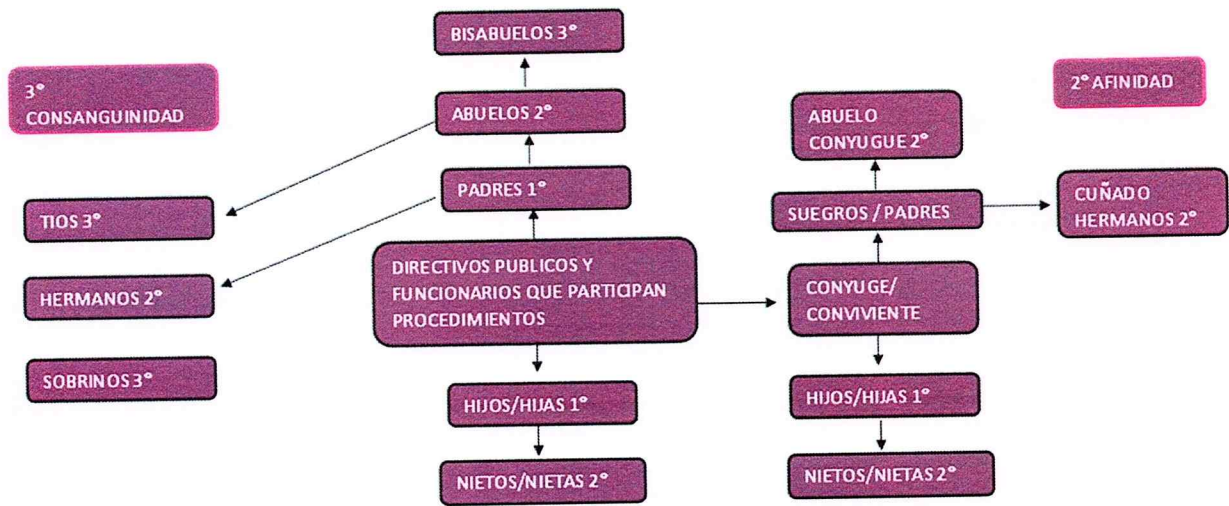 BISABUELOS 3°
3°
CONSANGUINIDAD
2° AFINIDAD
ABUELOS 2°
ABUELO
CONYUGUE 2°
PADRES 1°
TIOS 3°
SUEGROS / PADRES
CUÑADO
HERMANOS 2°
DIRECTIVOS PUBLICOS Y
FUNCIONARIOS QUE PARTICIPAN
PROCEDIMIENTOS
HERMANOS 2°
CONYUGE/
CONVIVIENTE
SOBRINOS 3°
HIJOS/HIJAS 1°
HIJOS/HIJAS 1°
NIETOS/NIETAS 2°
NIETOS/NIETAS 2°